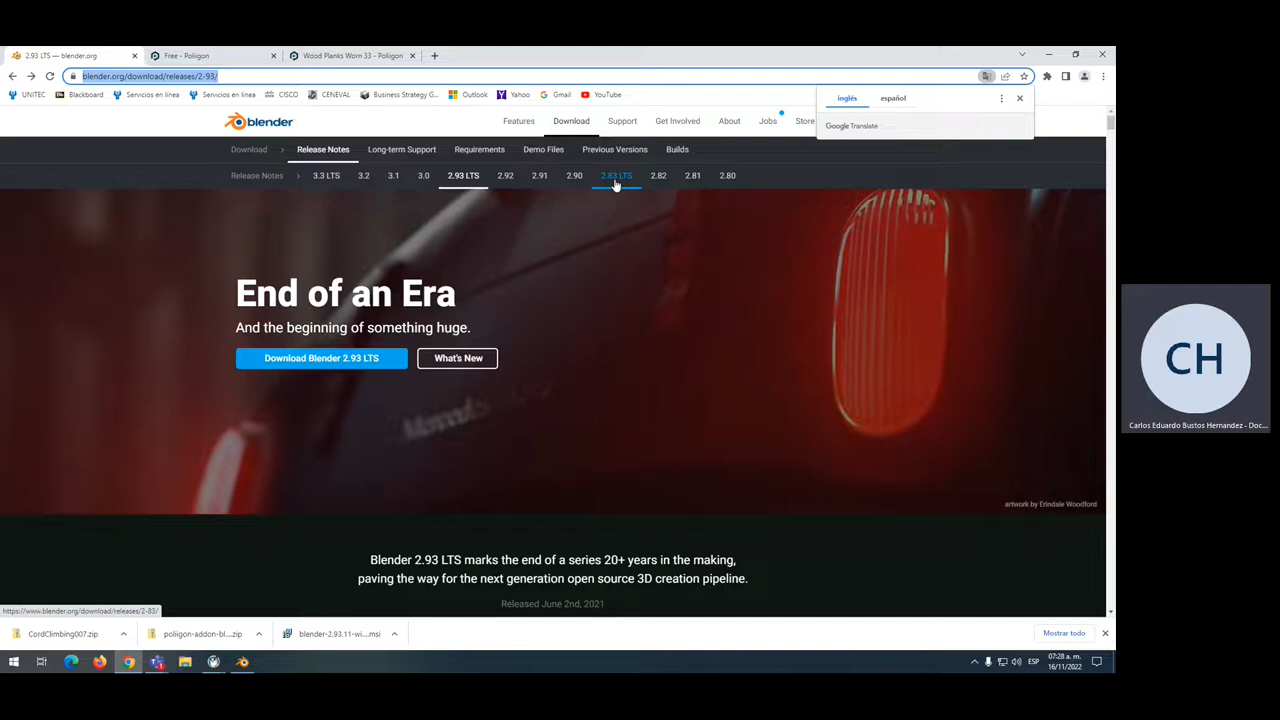 2.93 LTS — blender.org
Free - Poliigon
Wood Planks Worn 33 - Poliigon
blender.org/download/releases/2-93/
UNITEC
Blackboard
Servicios en línea
Servicios en línea
CISCO
CENEVAL
Business Strategy G...
Outlook
Yahoo
Gmail
YouTube
inglés español
Google Translate
blender
Features Download Support Get Involved About Jobs Store
Download Release Notes Long-term Support Requirements Demo Files Previous Versions Builds
Release Notes 3.3 LTS 3.2 3.1 3.0 2.93 LTS 2.92 2.91 2.90 2.83 LTS 2.82 2.81 2.80
End of an Era
And the beginning of something huge.
Download Blender 2.93 LTS
What's New
artwork by Erindale Woodford
Blender 2.93 LTS marks the end of a series 20+ years in the making,
paving the way for the next generation open source 3D creation pipeline.
Released June 2nd, 2021
https://www.blender.org/download/releases/2-83/
CordClimbing007.zip
poliigon-addon-bl....zip
blender-2.93.11-wi....msi
Mostrar todo
ESP
07:28 a. m.
16/11/2022
CH
Carlos Eduardo Bustos Hernandez - Doc...